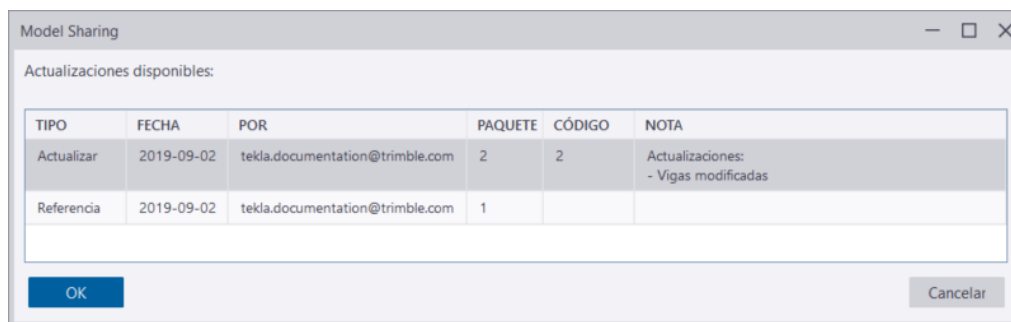 Model Sharing
Actualizaciones disponibles:
TIPO FECHA POR PAQUETE CÓDIGO NOTA
Actualizar 2019-09-02 tekla.documentation@trimble.com 2 2 Actualizaciones:
- Vigas modificadas
Referencia 2019-09-02 tekla.documentation@trimble.com 1
OK Cancelar